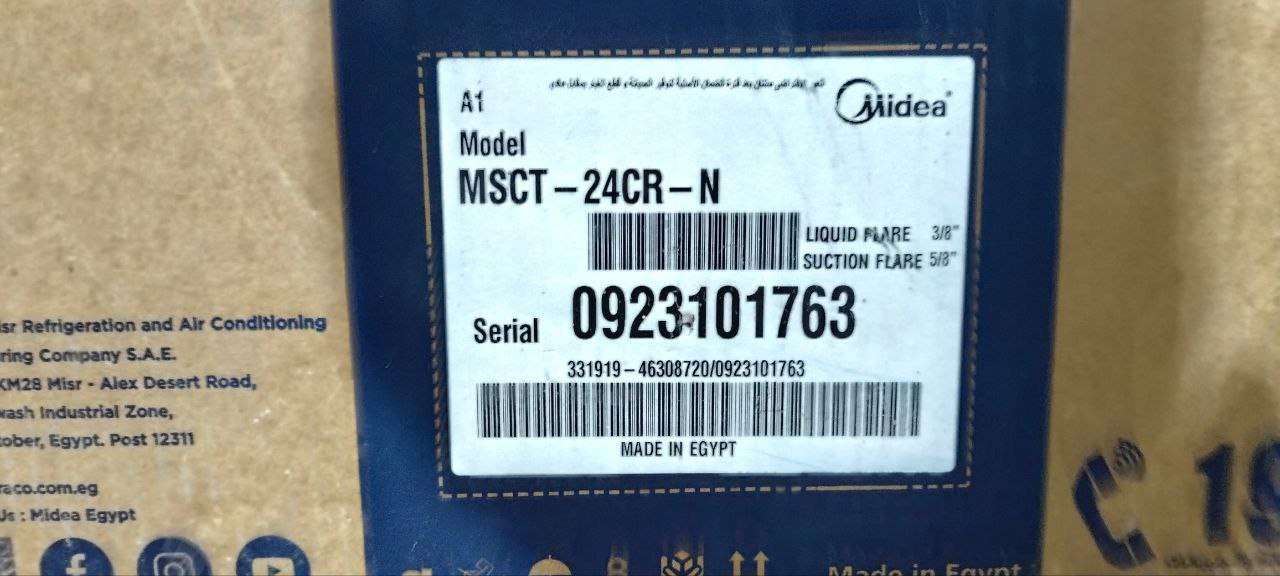 A1
Midea
Model
MSCT-24CR-N
LIQUID FLARE 3/8"
SUCTION FLARE 5/8"
Serial 0923101763
331919-46308720/0923101763
MADE IN EGYPT
isr Refrigeration and Air Conditioning
ring Company S.A.E.
KM28 Misr - Alex Desert Road,
wash Industrial Zone,
tober, Egypt. Post 12311
raco.com.eg
Us : Midea Egypt
19
Made in Egypt